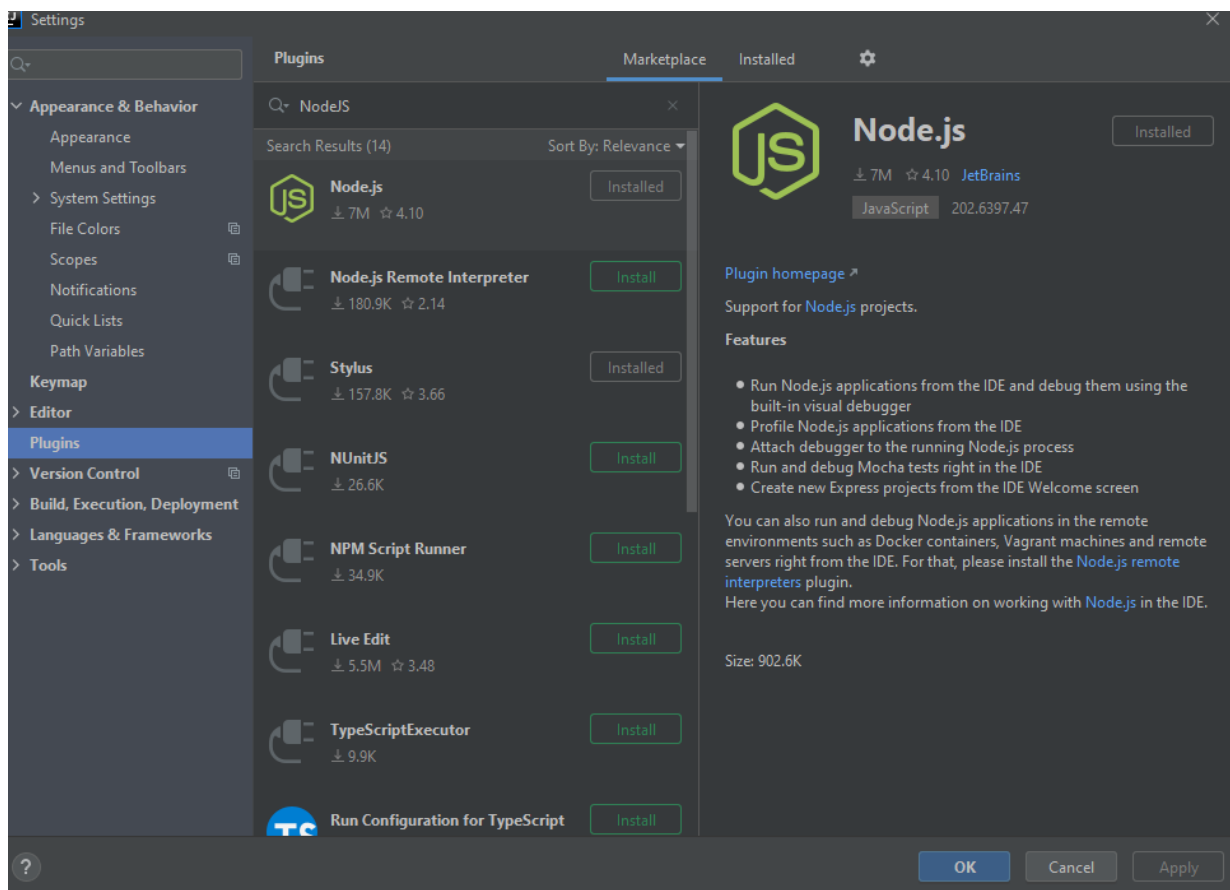 Settings
Plugins
Marketplace
Installed
Appearance & Behavior
Appearance
Menus and Toolbars
System Settings
File Colors
Scopes
Notifications
Quick Lists
Path Variables
Keymap
Editor
Plugins
Version Control
Build, Execution, Deployment
Languages & Frameworks
Tools
NodeJS
Search Results (14)
Sort By: Relevance
JS
Node.js
7M 4.10
Installed
Node.js Remote Interpreter
180.9K 2.14
Install
Stylus
157.8K 3.66
Installed
NUnitJS
26.6K
Install
NPM Script Runner
34.9K
Install
Live Edit
5.5M 3.48
Install
TypeScriptExecutor
9.9K
Install
TS
Run Configuration for TypeScript
Install
JS
Node.js
Installed
7M 4.10 JetBrains
JavaScript 202.6397.47
Plugin homepage
Support for Node.js projects.
Features
Run Node.js applications from the IDE and debug them using the
built-in visual debugger
Profile Node.js applications from the IDE
Attach debugger to the running Node.js process
Run and debug Mocha tests right in the IDE
Create new Express projects from the IDE Welcome screen
You can also run and debug Node.js applications in the remote
environments such as Docker containers, Vagrant machines and remote
servers right from the IDE. For that, please install the Node.js remote
interpreters plugin.
Here you can find more information on working with Node.js in the IDE.
Size: 902.6K
?
OK
Cancel
Apply